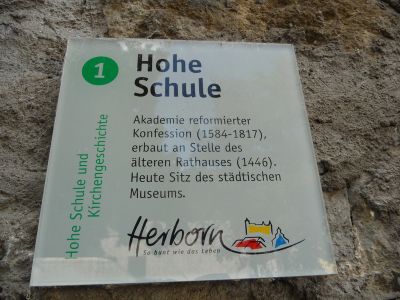 1
Hohe
Schule
Akademie reformierter
Konfession (1584-1817),
erbaut an Stelle des
älteren Rathauses (1446).
Heute Sitz des städtischen
Museums.
Hohe Schule und
Kirchengeschichte
Herborn
So bunt wie das Leben